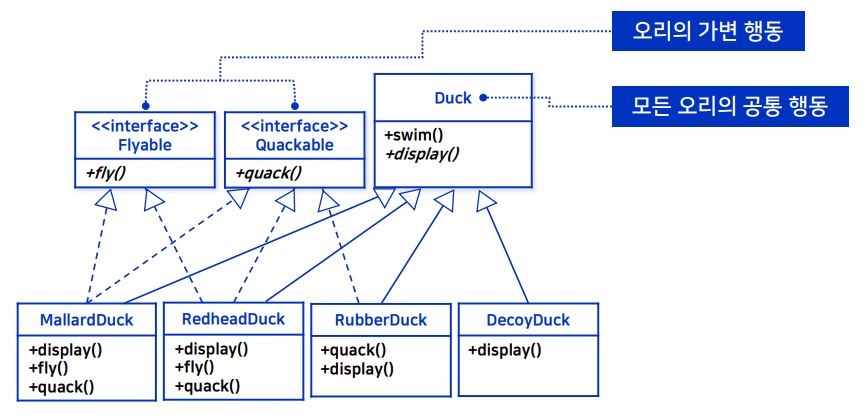 오리의 가변 행동
모든 오리의 공통 행동
<<interface>>
Flyable
+fly()
<<interface>>
Quackable
+quack()
Duck
+swim()
+display()
MallardDuck
+display()
+fly()
+quack()
RedheadDuck
+display()
+fly()
+quack()
RubberDuck
+quack()
+display()
DecoyDuck
+display()